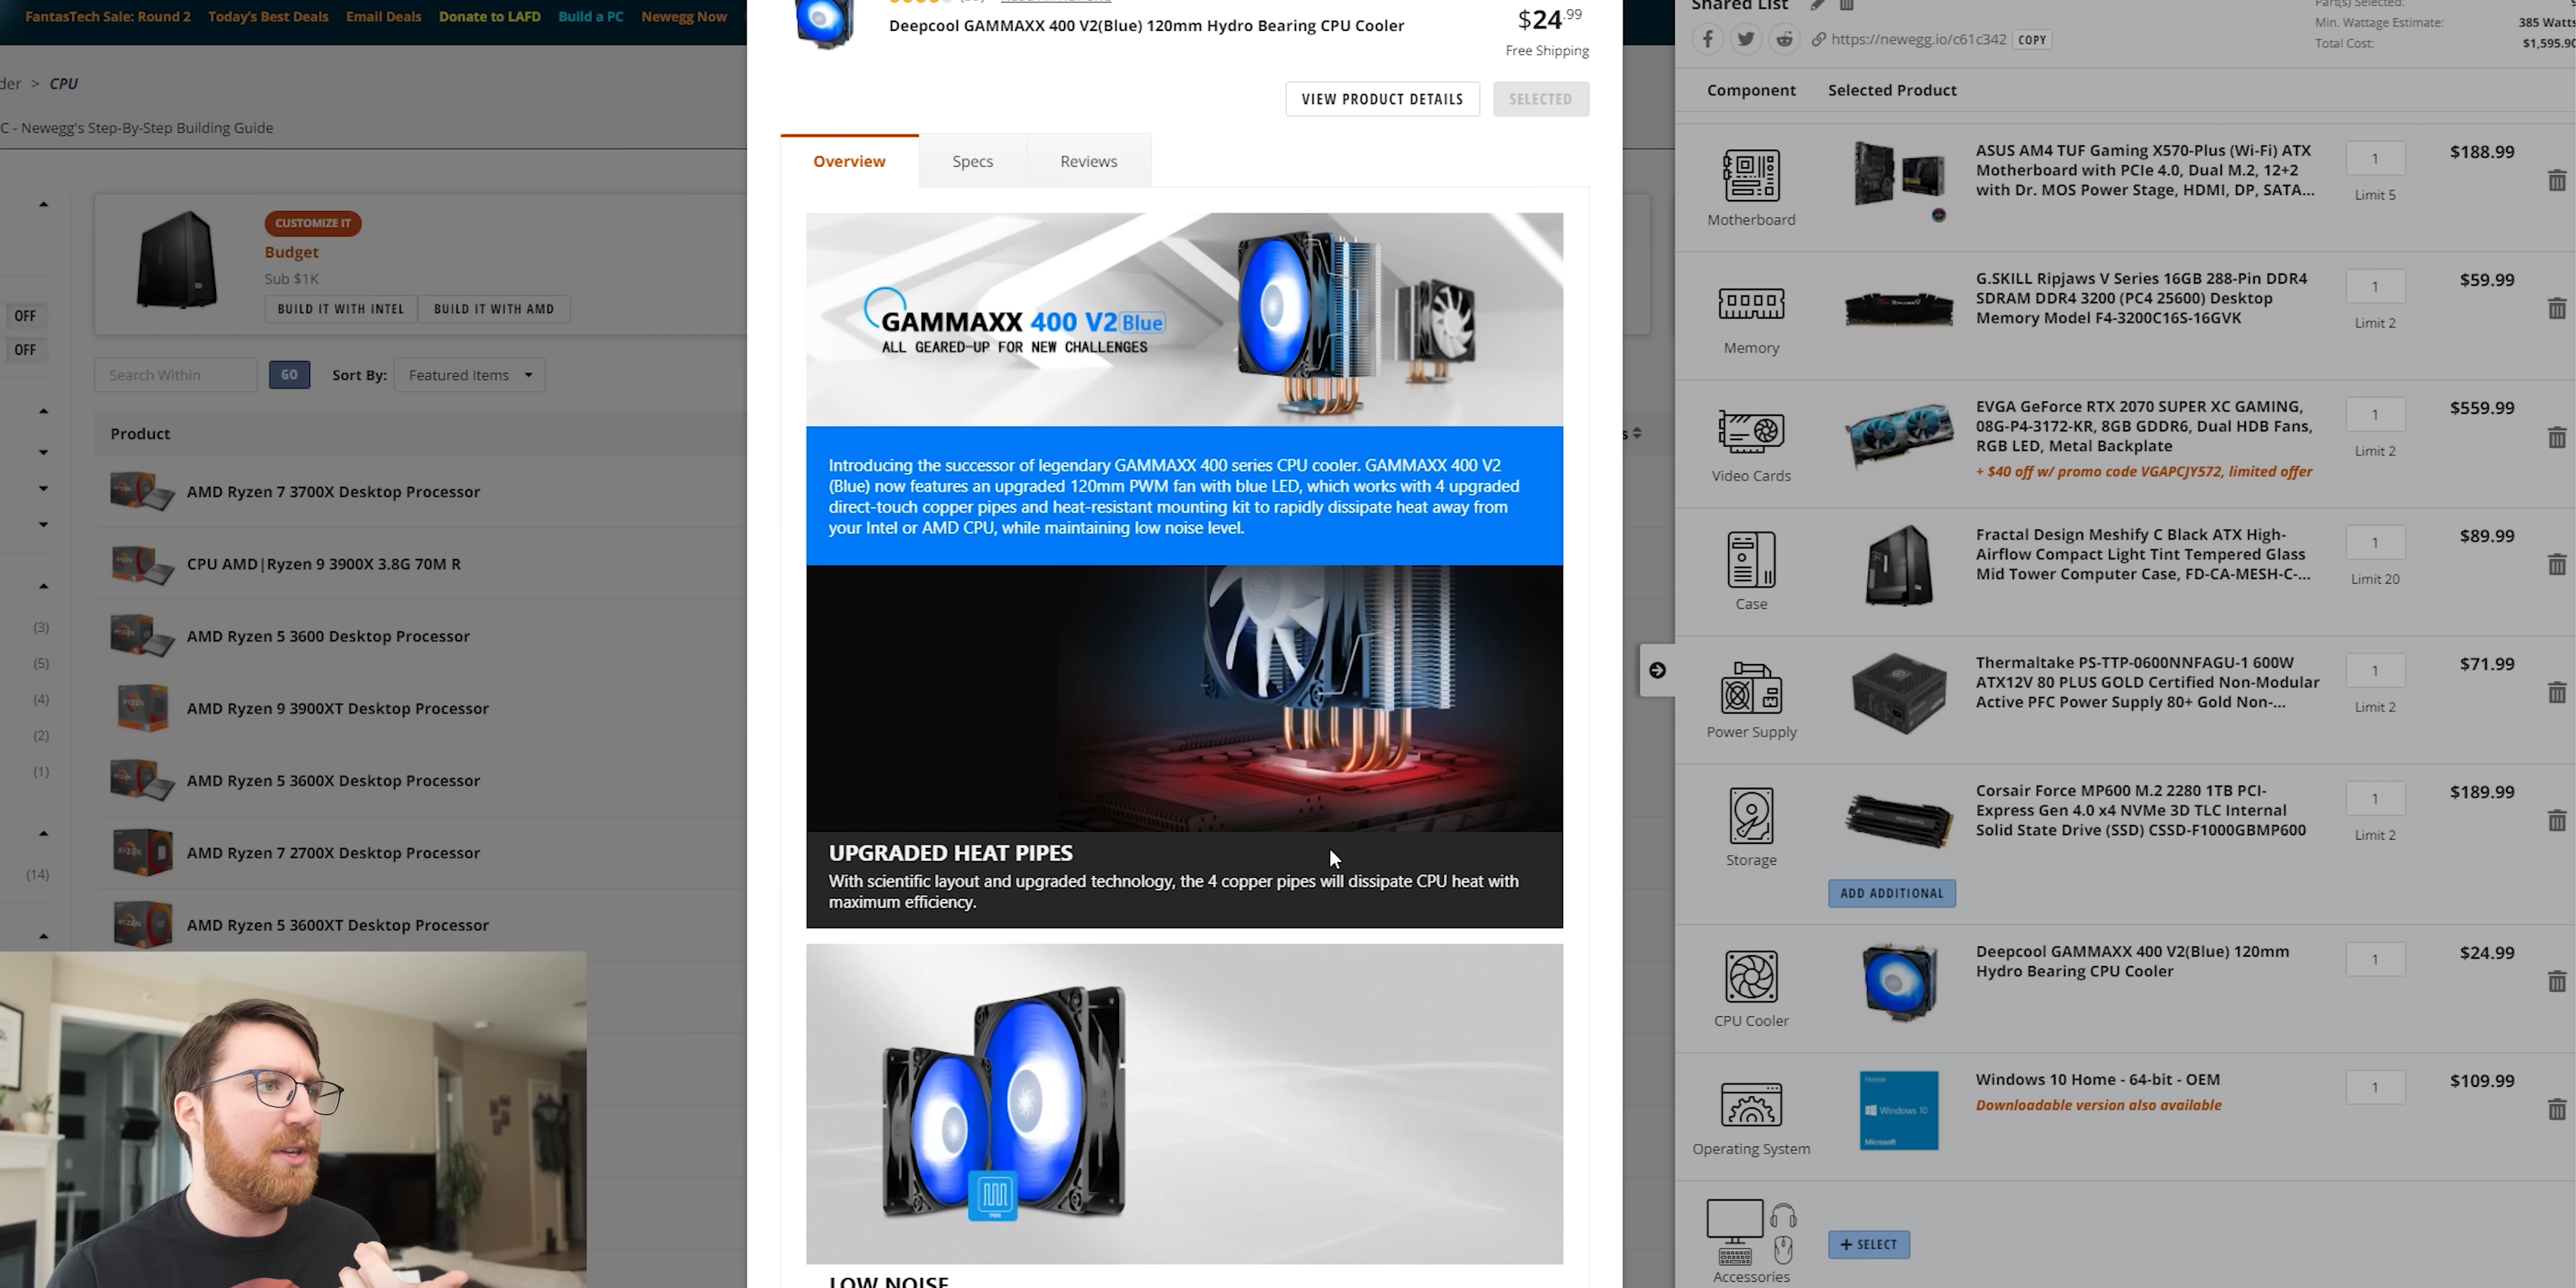 FantasTech Sale: Round 2 Today's Best Deals Email Deals Donate to LAFD Build a PC Newegg Now
der > CPU
C - Newegg's Step-By-Step Building Guide
CUSTOMIZE IT
Budget
Sub $1K
BUILD IT WITH INTEL BUILD IT WITH AMD
OFF
OFF
Search Within GO Sort By: Featured Items
Product
AMD Ryzen 7 3700X Desktop Processor
CPU AMD|Ryzen 9 3900X 3.8G 70M R
AMD Ryzen 5 3600 Desktop Processor
AMD Ryzen 9 3900XT Desktop Processor
AMD Ryzen 5 3600X Desktop Processor
AMD Ryzen 7 2700X Desktop Processor
AMD Ryzen 5 3600XT Desktop Processor
(3)
(5)
(4)
(2)
(1)
(14)
Deepcool GAMMAXX 400 V2(Blue) 120mm Hydro Bearing CPU Cooler
$24.99
Free Shipping
VIEW PRODUCT DETAILS SELECTED
Overview Specs Reviews
GAMMAXX 400 V2 Blue
ALL GEARED-UP FOR NEW CHALLENGES
Introducing the successor of legendary GAMMAXX 400 series CPU cooler. GAMMAXX 400 V2
(Blue) now features an upgraded 120mm PWM fan with blue LED, which works with 4 upgraded
direct-touch copper pipes and heat-resistant mounting kit to rapidly dissipate heat away from
your Intel or AMD CPU, while maintaining low noise level.
UPGRADED HEAT PIPES
With scientific layout and upgraded technology, the 4 copper pipes will dissipate CPU heat with
maximum efficiency.
PWM
LOW NOISE
s
Shared List
Part(s) Selected:
Min. Wattage Estimate: 385 Watts
Total Cost: $1,595.90
https://newegg.io/c61c342 COPY
Component Selected Product
Motherboard
ASUS AM4 TUF Gaming X570-Plus (Wi-Fi) ATX
Motherboard with PCIe 4.0, Dual M.2, 12+2
with Dr. MOS Power Stage, HDMI, DP, SATA...
1
Limit 5
$188.99
Memory
G.SKILL Ripjaws V Series 16GB 288-Pin DDR4
SDRAM DDR4 3200 (PC4 25600) Desktop
Memory Model F4-3200C16S-16GVK
1
Limit 2
$59.99
Video Cards
EVGA GeForce RTX 2070 SUPER XC GAMING,
08G-P4-3172-KR, 8GB GDDR6, Dual HDB Fans,
RGB LED, Metal Backplate
+ $40 off w/ promo code VGAPCJY572, limited offer
1
Limit 2
$559.99
Case
Fractal Design Meshify C Black ATX High-
Airflow Compact Light Tint Tempered Glass
Mid Tower Computer Case, FD-CA-MESH-C-...
1
Limit 20
$89.99
Power Supply
Thermaltake PS-TTP-0600NNFAGU-1 600W
ATX12V 80 PLUS GOLD Certified Non-Modular
Active PFC Power Supply 80+ Gold Non-...
1
Limit 2
$71.99
Storage
Corsair Force MP600 M.2 2280 1TB PCI-
Express Gen 4.0 x4 NVMe 3D TLC Internal
Solid State Drive (SSD) CSSD-F1000GBMP600
1
Limit 2
$189.99
ADD ADDITIONAL
CPU Cooler
Deepcool GAMMAXX 400 V2(Blue) 120mm
Hydro Bearing CPU Cooler
1
$24.99
Operating System
Home
Windows 10
Microsoft
Windows 10 Home - 64-bit - OEM
Downloadable version also available
1
$109.99
Accessories
+ SELECT